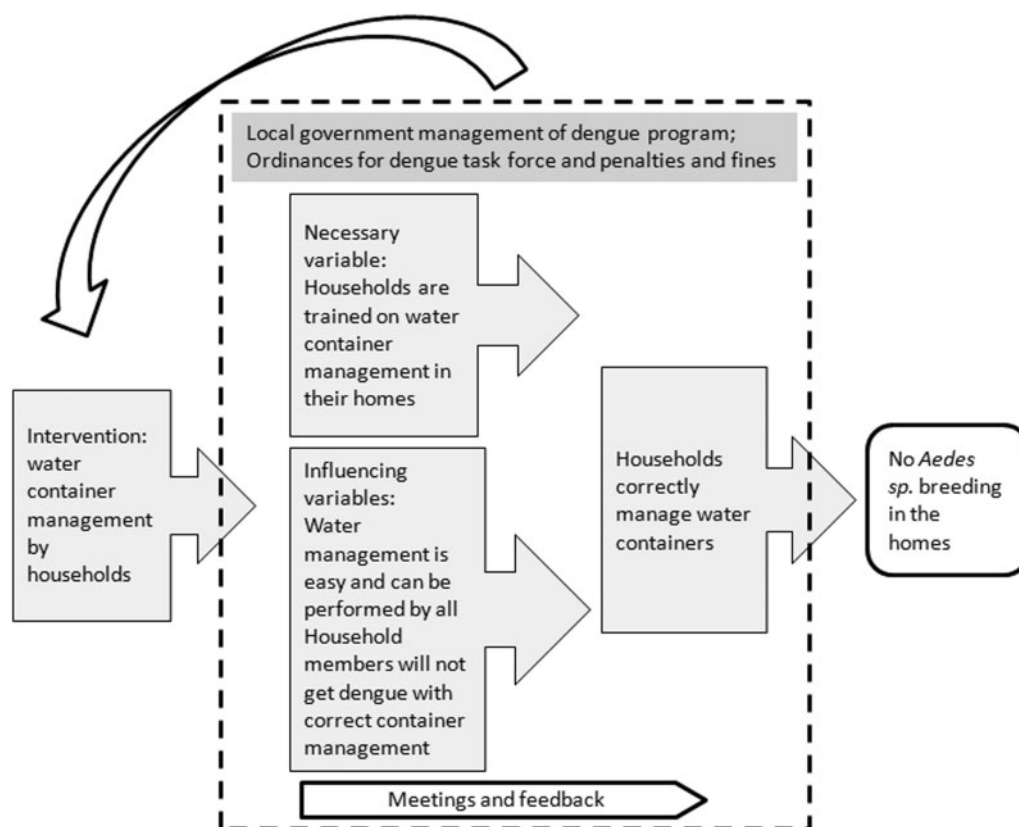 Local government management of dengue program;
Ordinances for dengue task force and penalties and fines
Necessary
variable:
Households are
trained on water
container
management in
their homes
Intervention:
water
container
management
by
households
Influencing
variables:
Water
management is
easy and can be
performed by all
Household
members will not
get dengue with
correct container
management
Households
correctly
manage water
containers
No Aedes
sp. breeding
in the
homes
Meetings and feedback